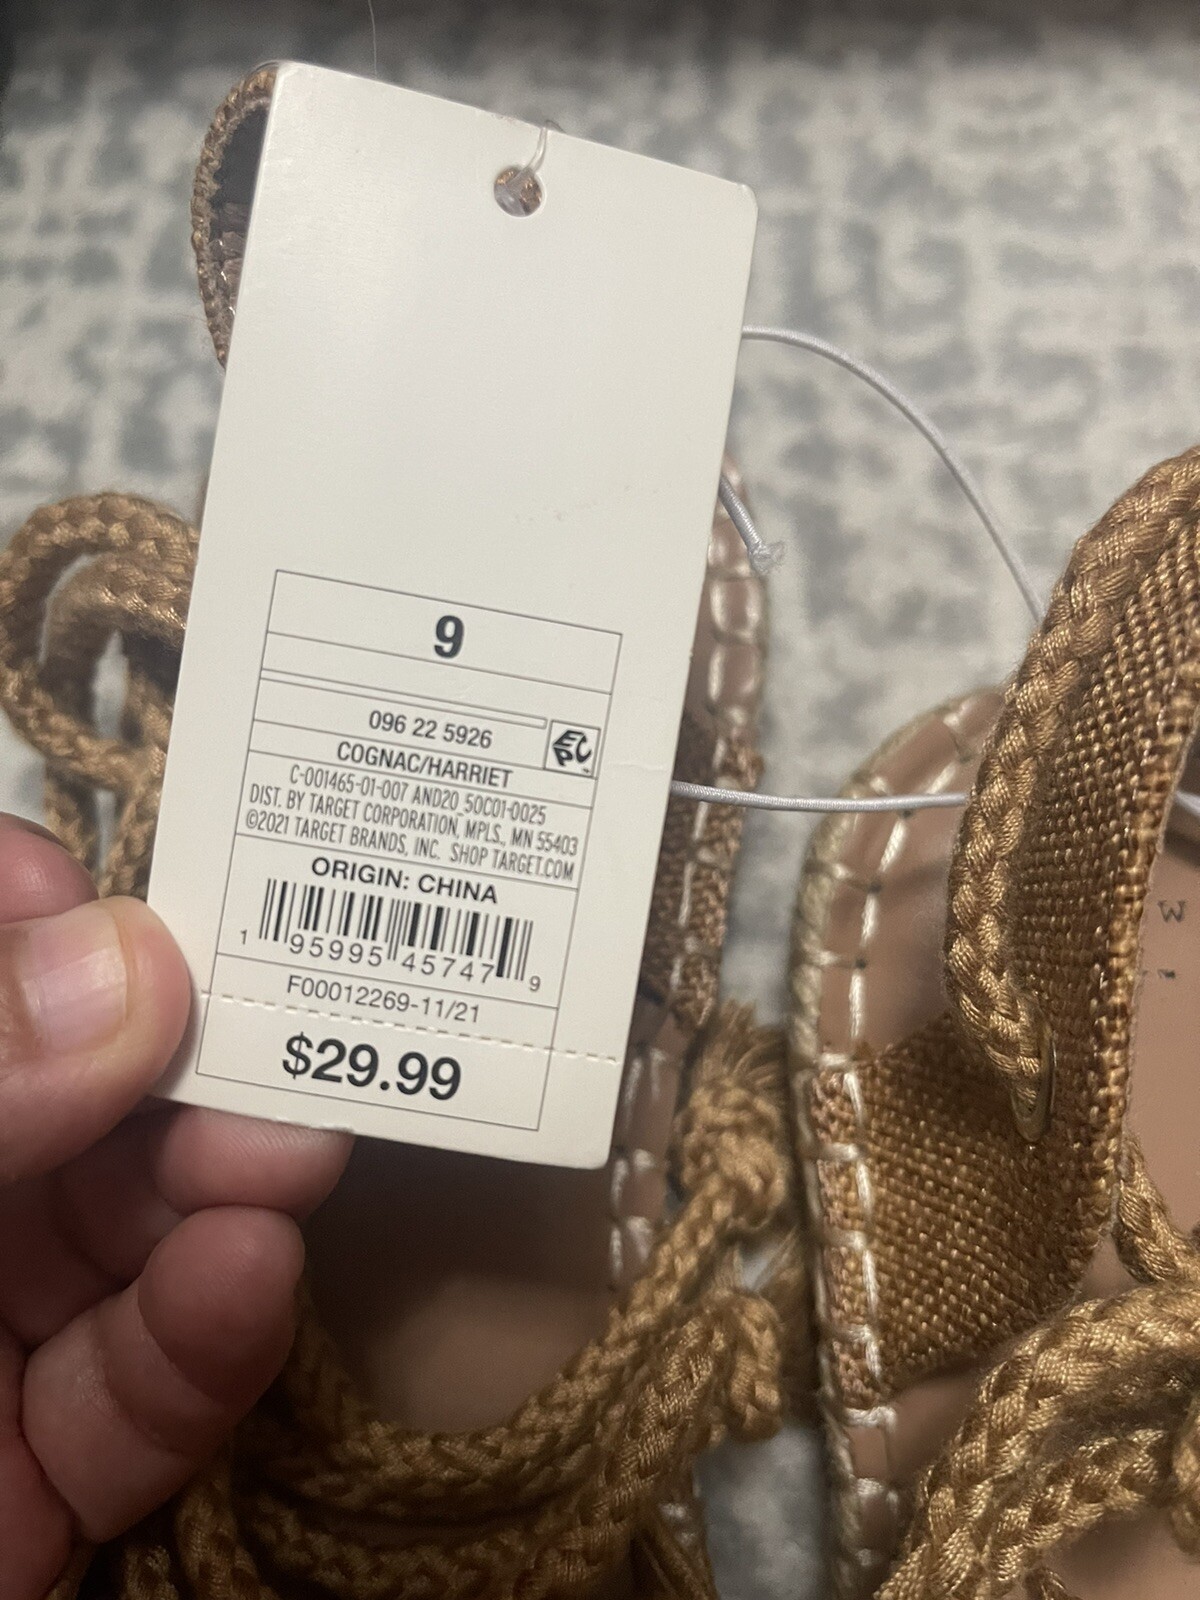 9
096 22 5926
EPC
COGNAC/HARRIET
C-001465-01-007 AND20_50C01-0025
DIST. BY TARGET CORPORATION, MPLS., MN 55403
©2021 TARGET BRANDS, INC. SHOP TARGET.COM
ORIGIN: CHINA
1 95995 45747 9
F00012269-11/21
$29.99